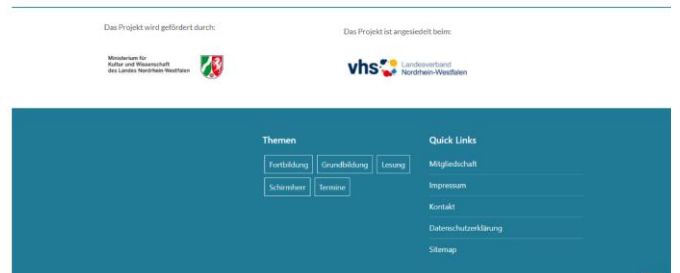 Das Projekt wird gefördert durch:
Das Projekt ist angesiedelt beim:
Ministerium für
Kultur und Wissenschaft
des Landes Nordrhein-Westfalen
vhs Landesverband
Nordrhein-Westfalen
Themen
Fortbildung Grundbildung Lesung
Schirmherr Termine
Quick Links
Mitgliedschaft
Impressum
Kontakt
Datenschutzerklärung
Sitemap